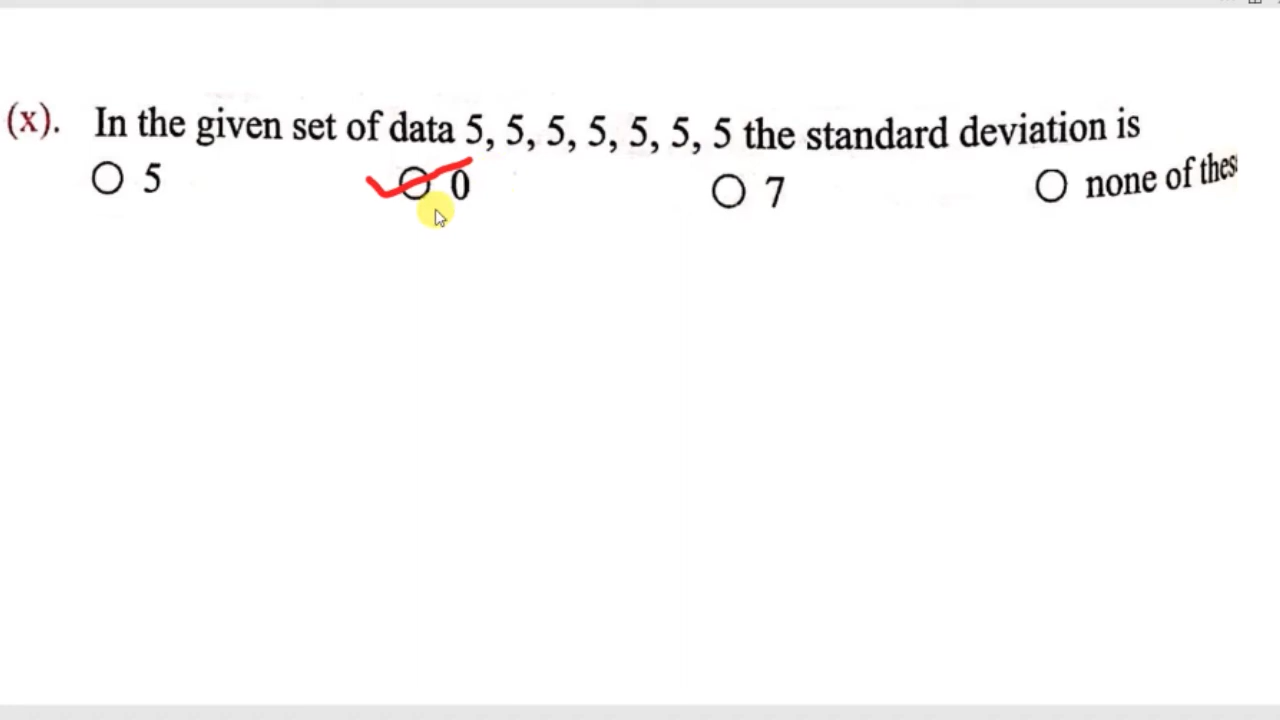 (x). In the given set of data 5, 5, 5, 5, 5, 5, 5 the standard deviation is
○ 5 ○ 0 ○ 7 ○ none of thes